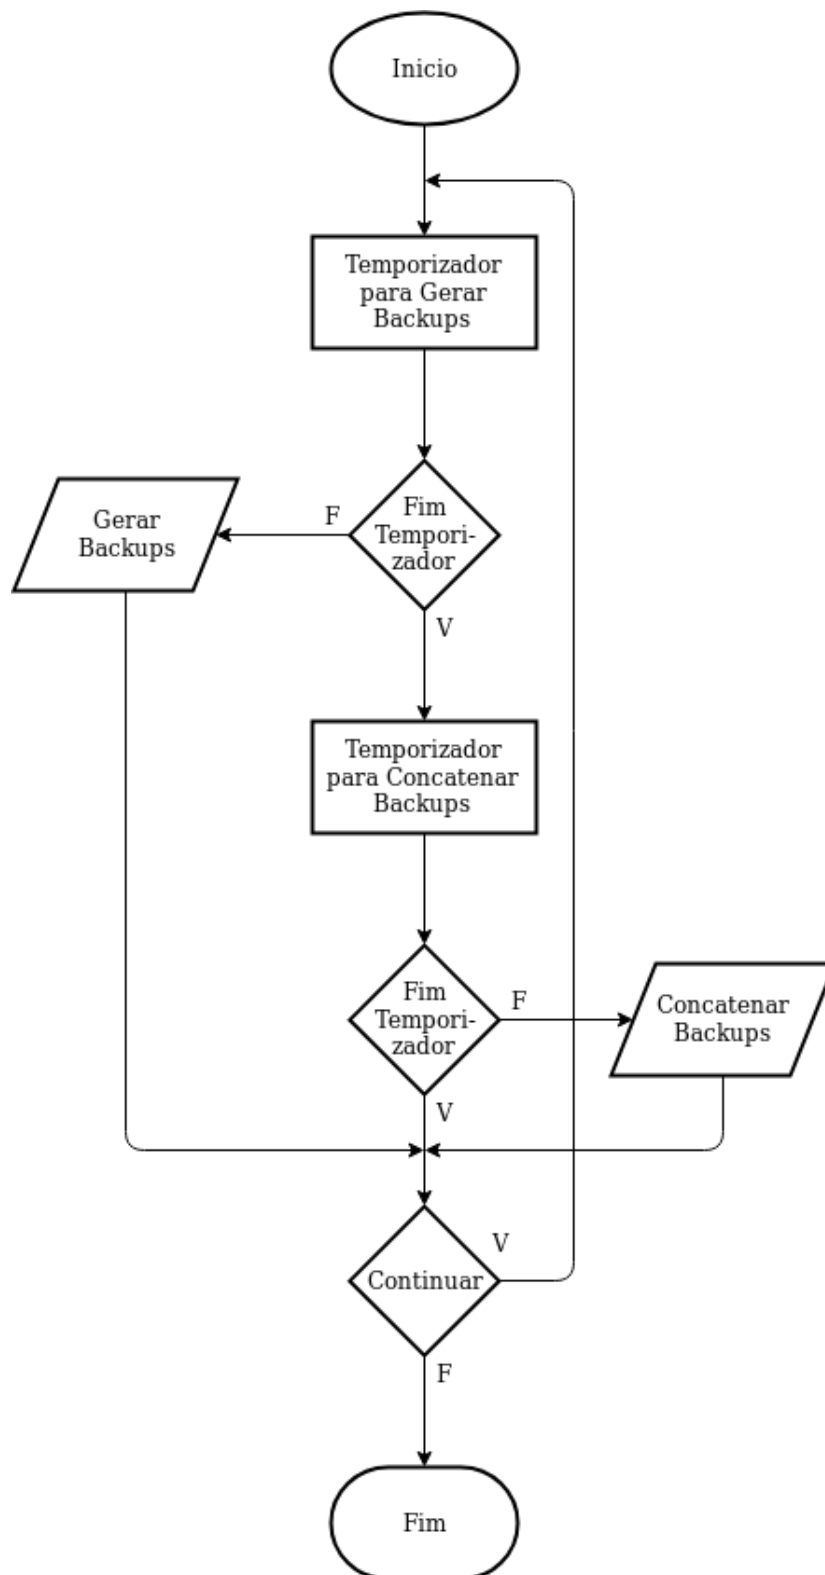 Inicio
Temporizador
para Gerar
Backups
Fim
Tempori-
zador
F
Gerar
Backups
V
Temporizador
para Concatenar
Backups
Fim
Tempori-
zador
F
Concatenar
Backups
V
Continuar
V
F
Fim